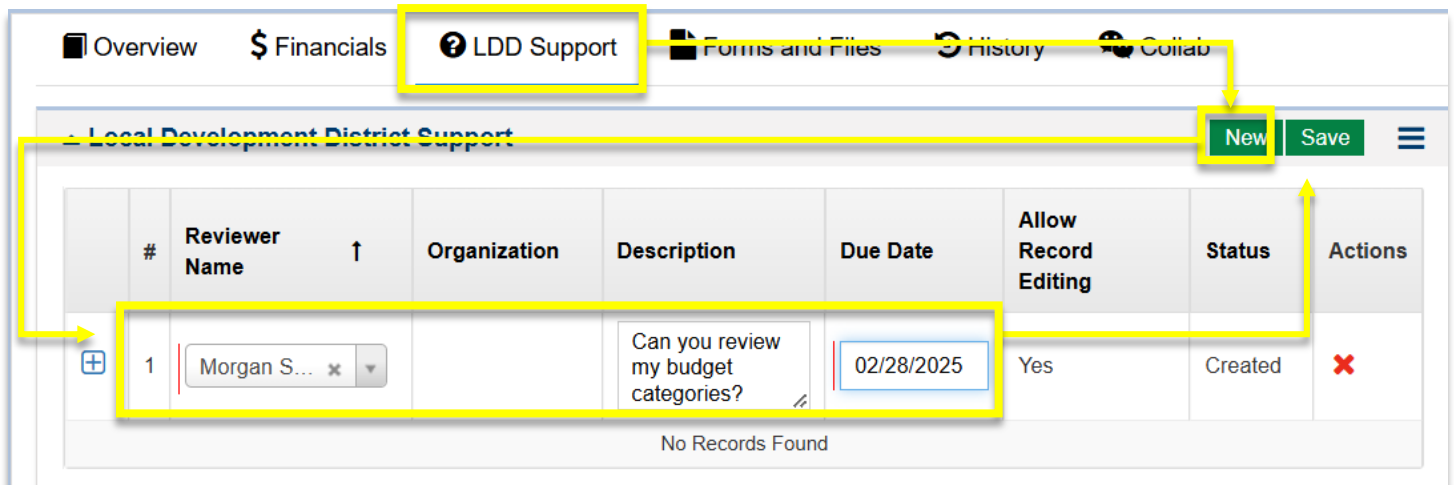 Overview $ Financials ? LDD Support Forms and Files History Collab
Local Development District Support New Save
# Reviewer Name ↑ Organization Description Due Date Allow Record Editing Status Actions
1 Morgan S... × Can you review my budget categories? 02/28/2025 Yes Created
No Records Found